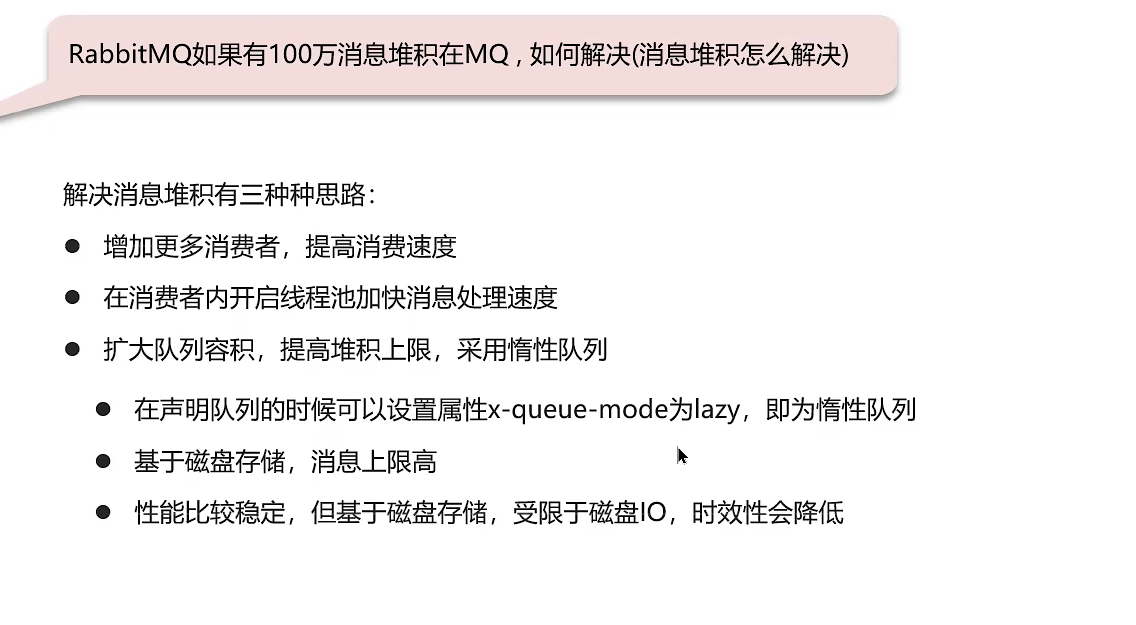 RabbitMQ如果有100万消息堆积在MQ , 如何解决(消息堆积怎么解决)
解决消息堆积有三种种思路：
● 增加更多消费者，提高消费速度
● 在消费者内开启线程池加快消息处理速度
● 扩大队列容积，提高堆积上限，采用惰性队列
● 在声明队列的时候可以设置属性x-queue-mode为lazy，即为惰性队列
● 基于磁盘存储，消息上限高
● 性能比较稳定，但基于磁盘存储，受限于磁盘IO，时效性会降低